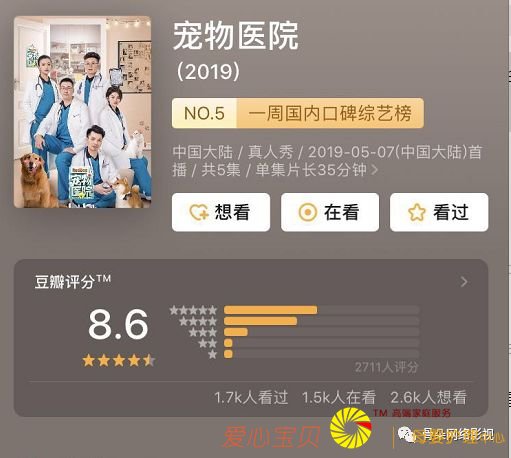 宠物医院
(2019)
NO.5 一周国内口碑综艺榜
中国大陆 / 真人秀 / 2019-05-07(中国大陆)首
播 / 共5集 / 单集片长35分钟 >
宠物医院
想看 在看 看过
豆瓣评分™
8.6
2711人评分
1.7k人看过 1.5k人在看 2.6k人想看
TM 高端家庭服务
爱心宝贝
骨朵网络影视